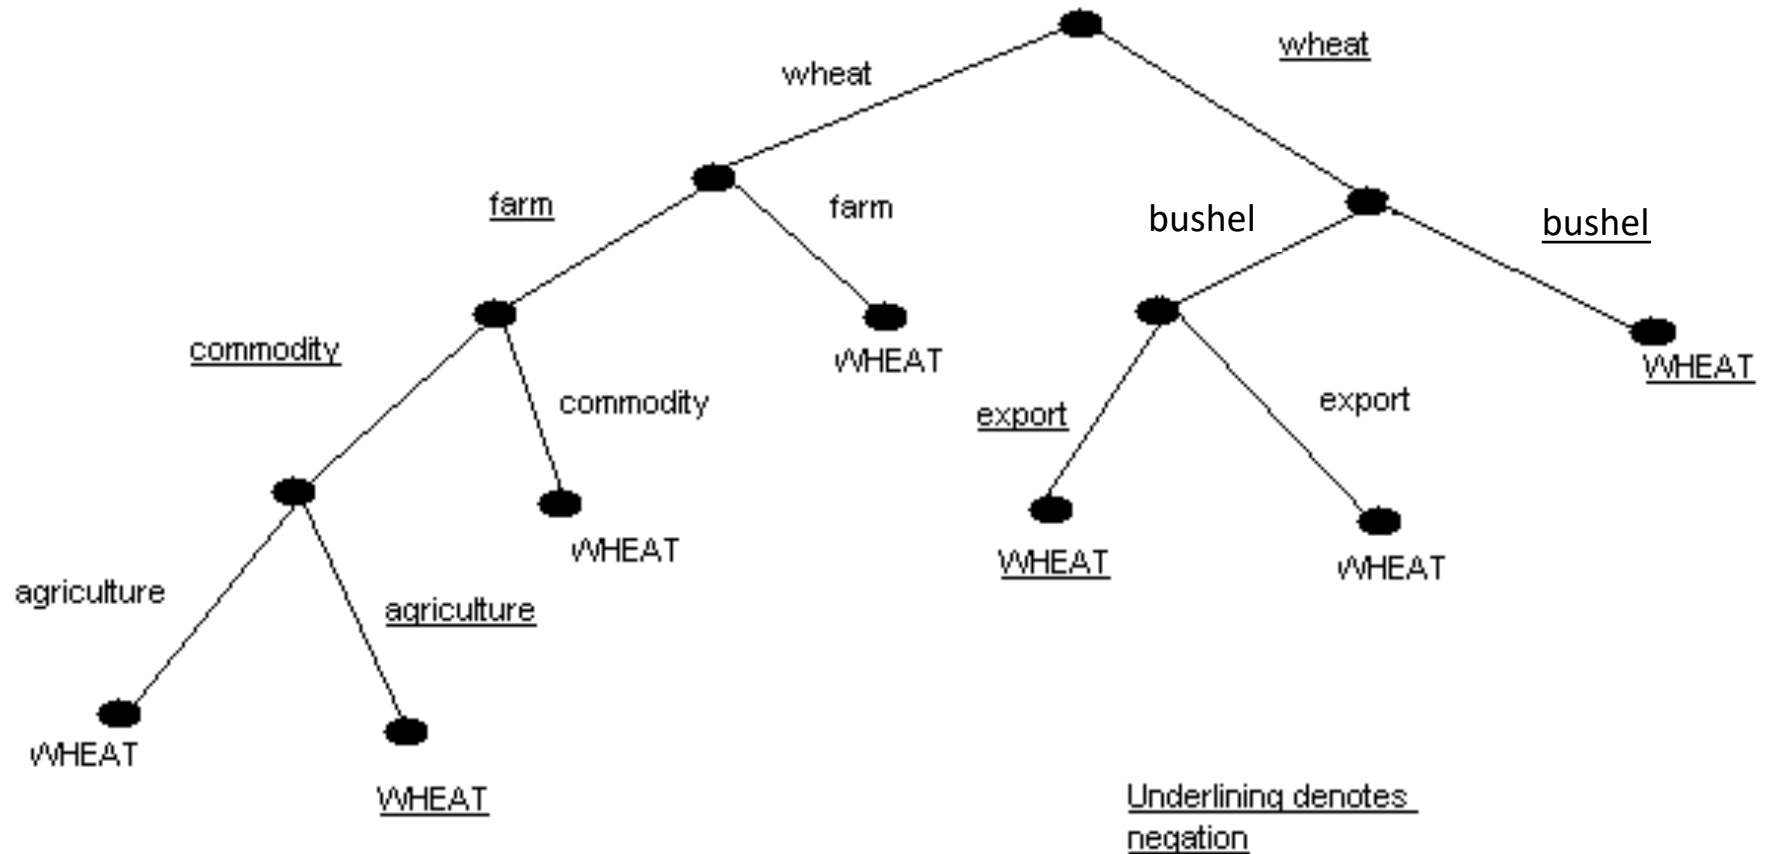 wheat
wheat
farm
farm
bushel
bushel
commodity
commodity
WHEAT
WHEAT
export
export
WHEAT
WHEAT
WHEAT
agriculture
agriculture
WHEAT
WHEAT
Underlining denotes
negation